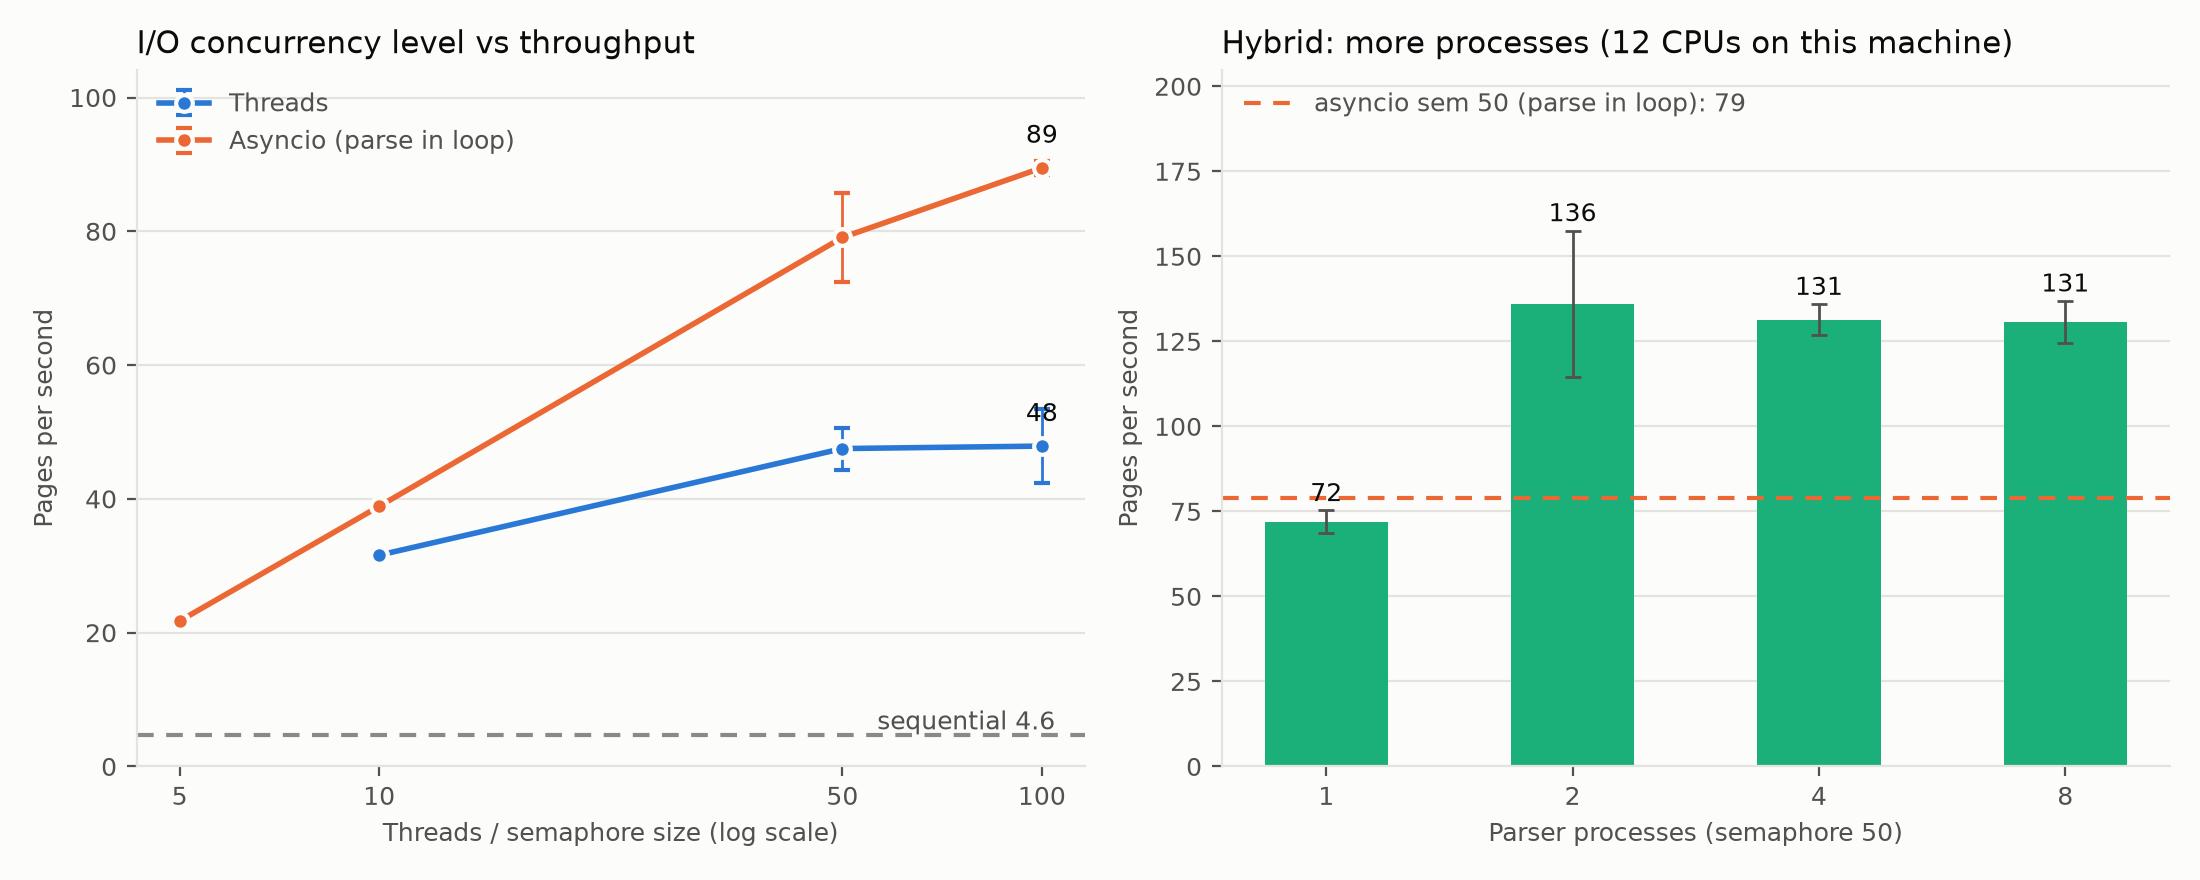 I/O concurrency level vs throughput
Threads
Asyncio (parse in loop)
100
80
60
40
20
0
Pages per second
89
48
sequential 4.6
5 10 50 100
Threads / semaphore size (log scale)
Hybrid: more processes (12 CPUs on this machine)
asyncio sem 50 (parse in loop): 79
200
175
150
125
100
75
50
25
0
Pages per second
72
136
131
131
1 2 4 8
Parser processes (semaphore 50)